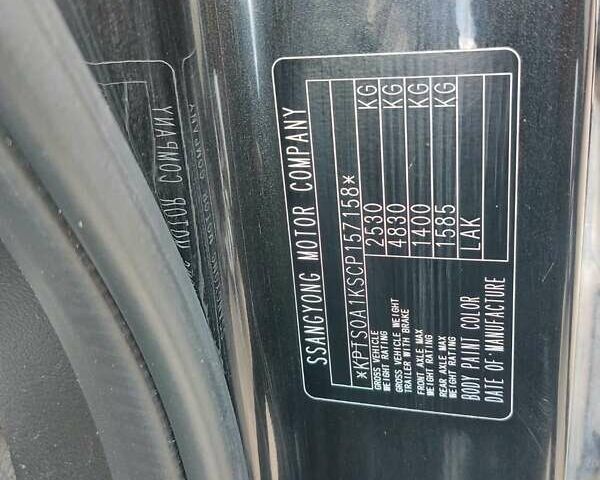 SSANGYONG MOTOR COMPANY
*KPTS0A1KSCP157158*
GROSS VEHICLE WEIGHT RATING 2530 KG
GROSS VEHICLE WEIGHT TRAILER WITH BRAKE 4830 KG
FRONT AXLE MAX WEIGHT RATING 1400 KG
REAR AXLE MAX WEIGHT RATING 1585 KG
BODY PAINT COLOR LAK
DATE OF MANUFACTURE